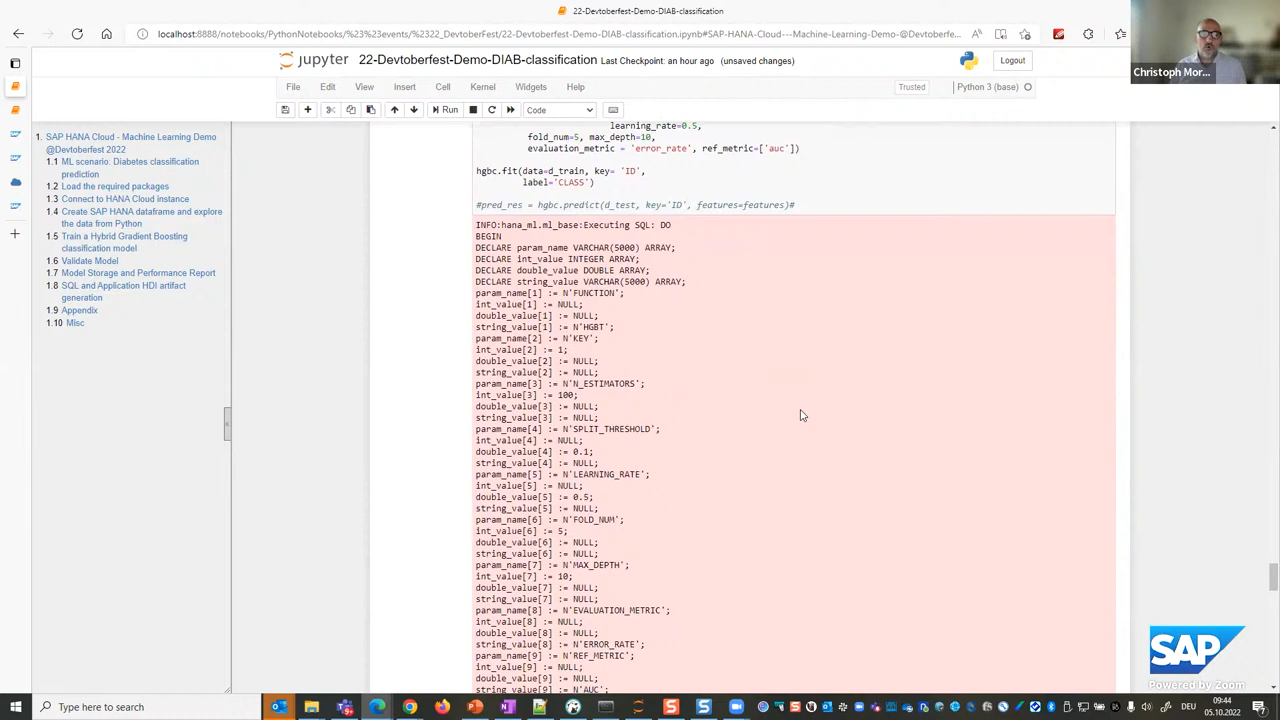 22-Devtoberfest-Demo-DIAB-classification
localhost:8888/notebooks/PythonNotebooks/%23%23events/%2322_DevtoberFest/22-Devtoberfest-Demo-DIAB-classification.ipynb#SAP-HANA-Cloud---Machine-Learning-Demo-@Devtoberfe...
Christoph Mor...
jupyter 22-Devtoberfest-Demo-DIAB-classification Last Checkpoint: an hour ago (unsaved changes)
Logout
File Edit View Insert Cell Kernel Widgets Help
Trusted
Python 3 (base)
Run
Code
1. SAP HANA Cloud - Machine Learning Demo
@Devtoberfest 2022
1.1 ML scenario: Diabetes classification
prediction
1.2 Load the required packages
1.3 Connect to HANA Cloud instance
1.4 Create SAP HANA dataframe and explore
the data from Python
1.5 Train a Hybrid Gradient Boosting
classification model
1.6 Validate Model
1.7 Model Storage and Performance Report
1.8 SQL and Application HDI artifact
generation
1.9 Appendix
1.10 Misc
learning_rate=0.5,
fold_num=5, max_depth=10,
evaluation_metric = 'error_rate', ref_metric=['auc'])
hgbc.fit(data=d_train, key= 'ID',
label='CLASS')
#pred_res = hgbc.predict(d_test, key='ID', features=features)#
INFO:hana_ml.ml_base:Executing SQL: DO
BEGIN
DECLARE param_name VARCHAR(5000) ARRAY;
DECLARE int_value INTEGER ARRAY;
DECLARE double_value DOUBLE ARRAY;
DECLARE string_value VARCHAR(5000) ARRAY;
param_name[1] := N'FUNCTION';
int_value[1] := NULL;
double_value[1] := NULL;
string_value[1] := N'HGBT';
param_name[2] := N'KEY';
int_value[2] := 1;
double_value[2] := NULL;
string_value[2] := NULL;
param_name[3] := N'N_ESTIMATORS';
int_value[3] := 100;
double_value[3] := NULL;
string_value[3] := NULL;
param_name[4] := N'SPLIT_THRESHOLD';
int_value[4] := NULL;
double_value[4] := 0.1;
string_value[4] := NULL;
param_name[5] := N'LEARNING_RATE';
int_value[5] := NULL;
double_value[5] := 0.5;
string_value[5] := NULL;
param_name[6] := N'FOLD_NUM';
int_value[6] := 5;
double_value[6] := NULL;
string_value[6] := NULL;
param_name[7] := N'MAX_DEPTH';
int_value[7] := 10;
double_value[7] := NULL;
string_value[7] := NULL;
param_name[8] := N'EVALUATION_METRIC';
int_value[8] := NULL;
double_value[8] := NULL;
string_value[8] := N'ERROR_RATE';
param_name[9] := N'REF_METRIC';
int_value[9] := NULL;
double_value[9] := NULL;
string_value[9] := N'AUC';
SAP
Powered by Zoom
Type here to search
DEU
09:44
05.10.2022